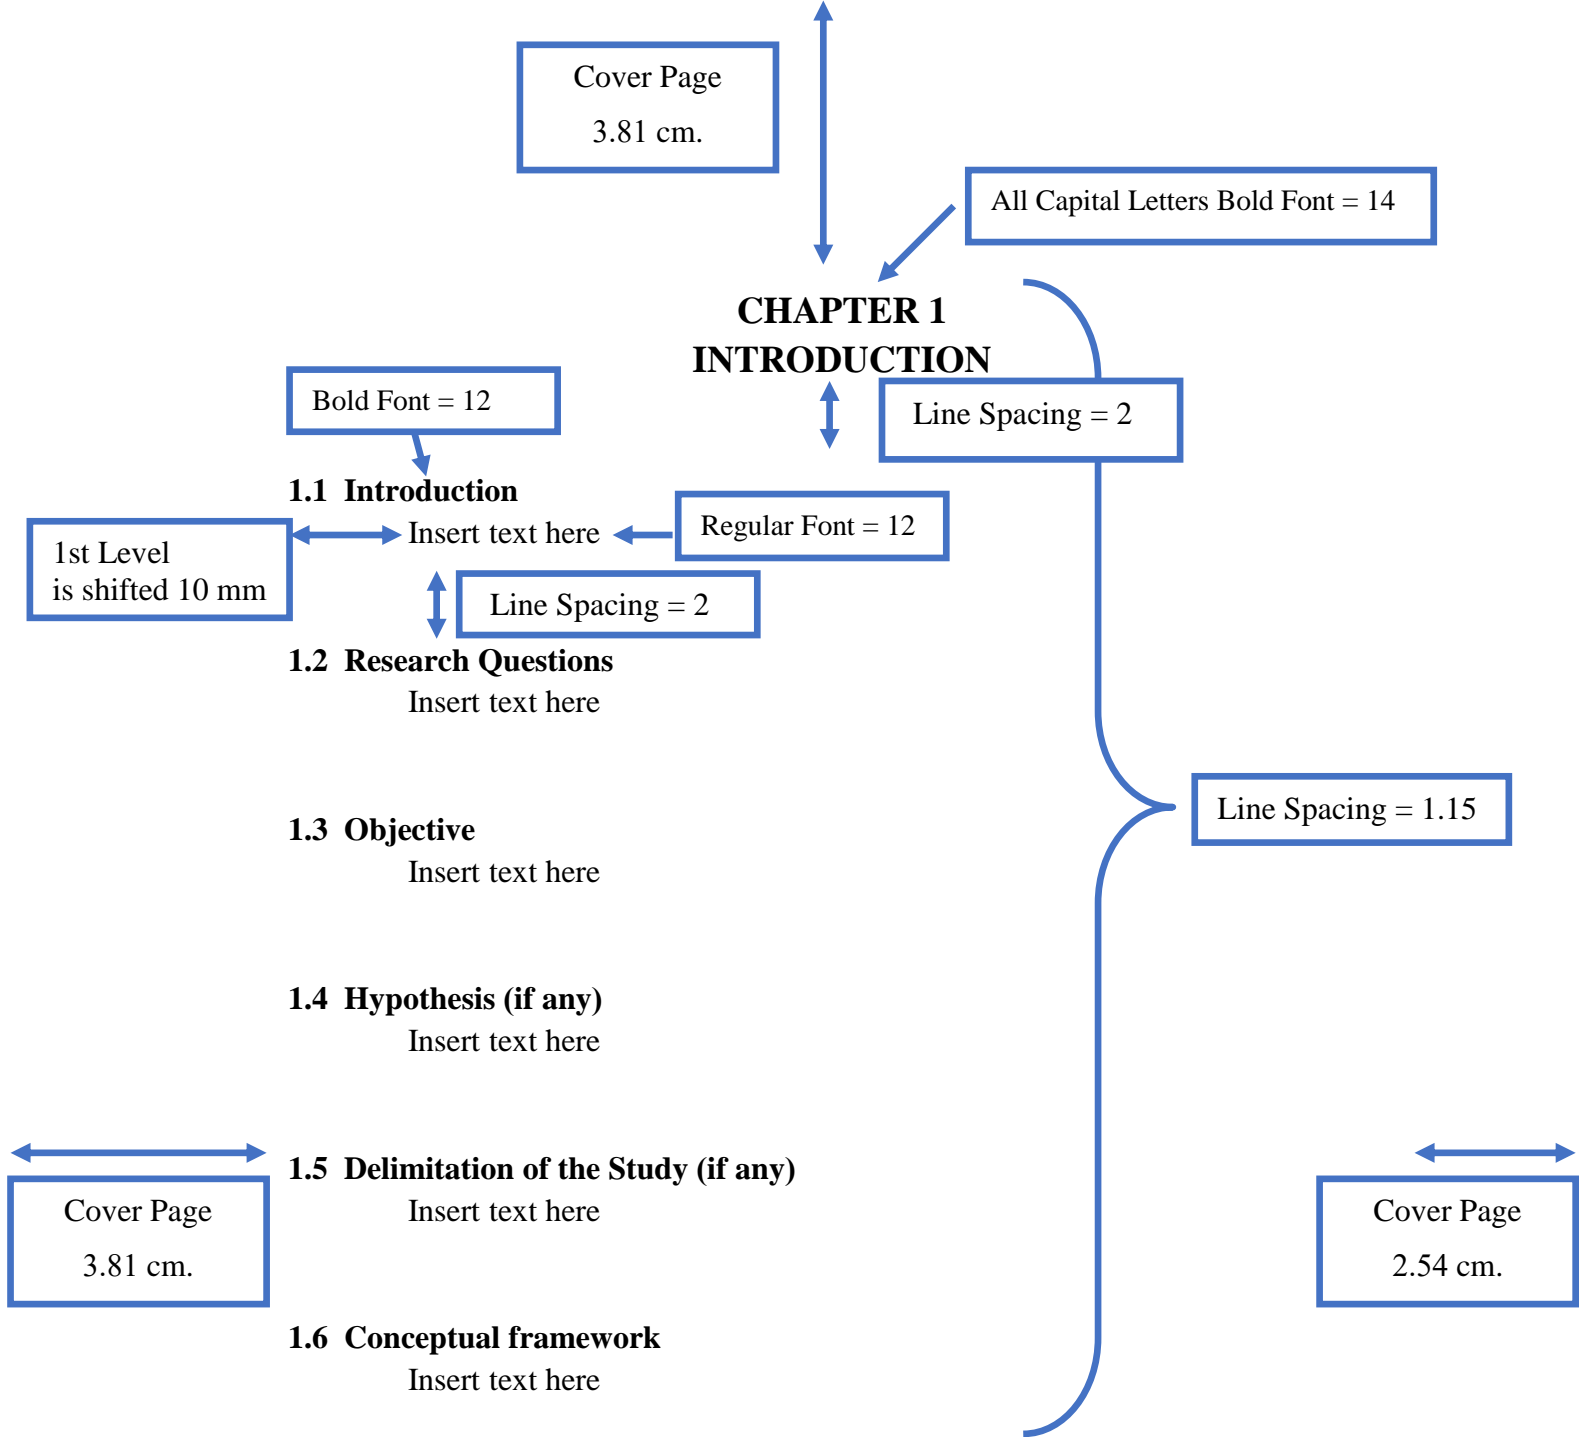 Cover Page
3.81 cm.
All Capital Letters Bold Font = 14
CHAPTER 1
INTRODUCTION
Bold Font = 12
Line Spacing = 2
1.1 Introduction
Insert text here
Regular Font = 12
1st Level
is shifted 10 mm
Line Spacing = 2
1.2 Research Questions
Insert text here
Line Spacing = 1.15
1.3 Objective
Insert text here
1.4 Hypothesis (if any)
Insert text here
1.5 Delimitation of the Study (if any)
Insert text here
Cover Page
3.81 cm.
Cover Page
2.54 cm.
1.6 Conceptual framework
Insert text here